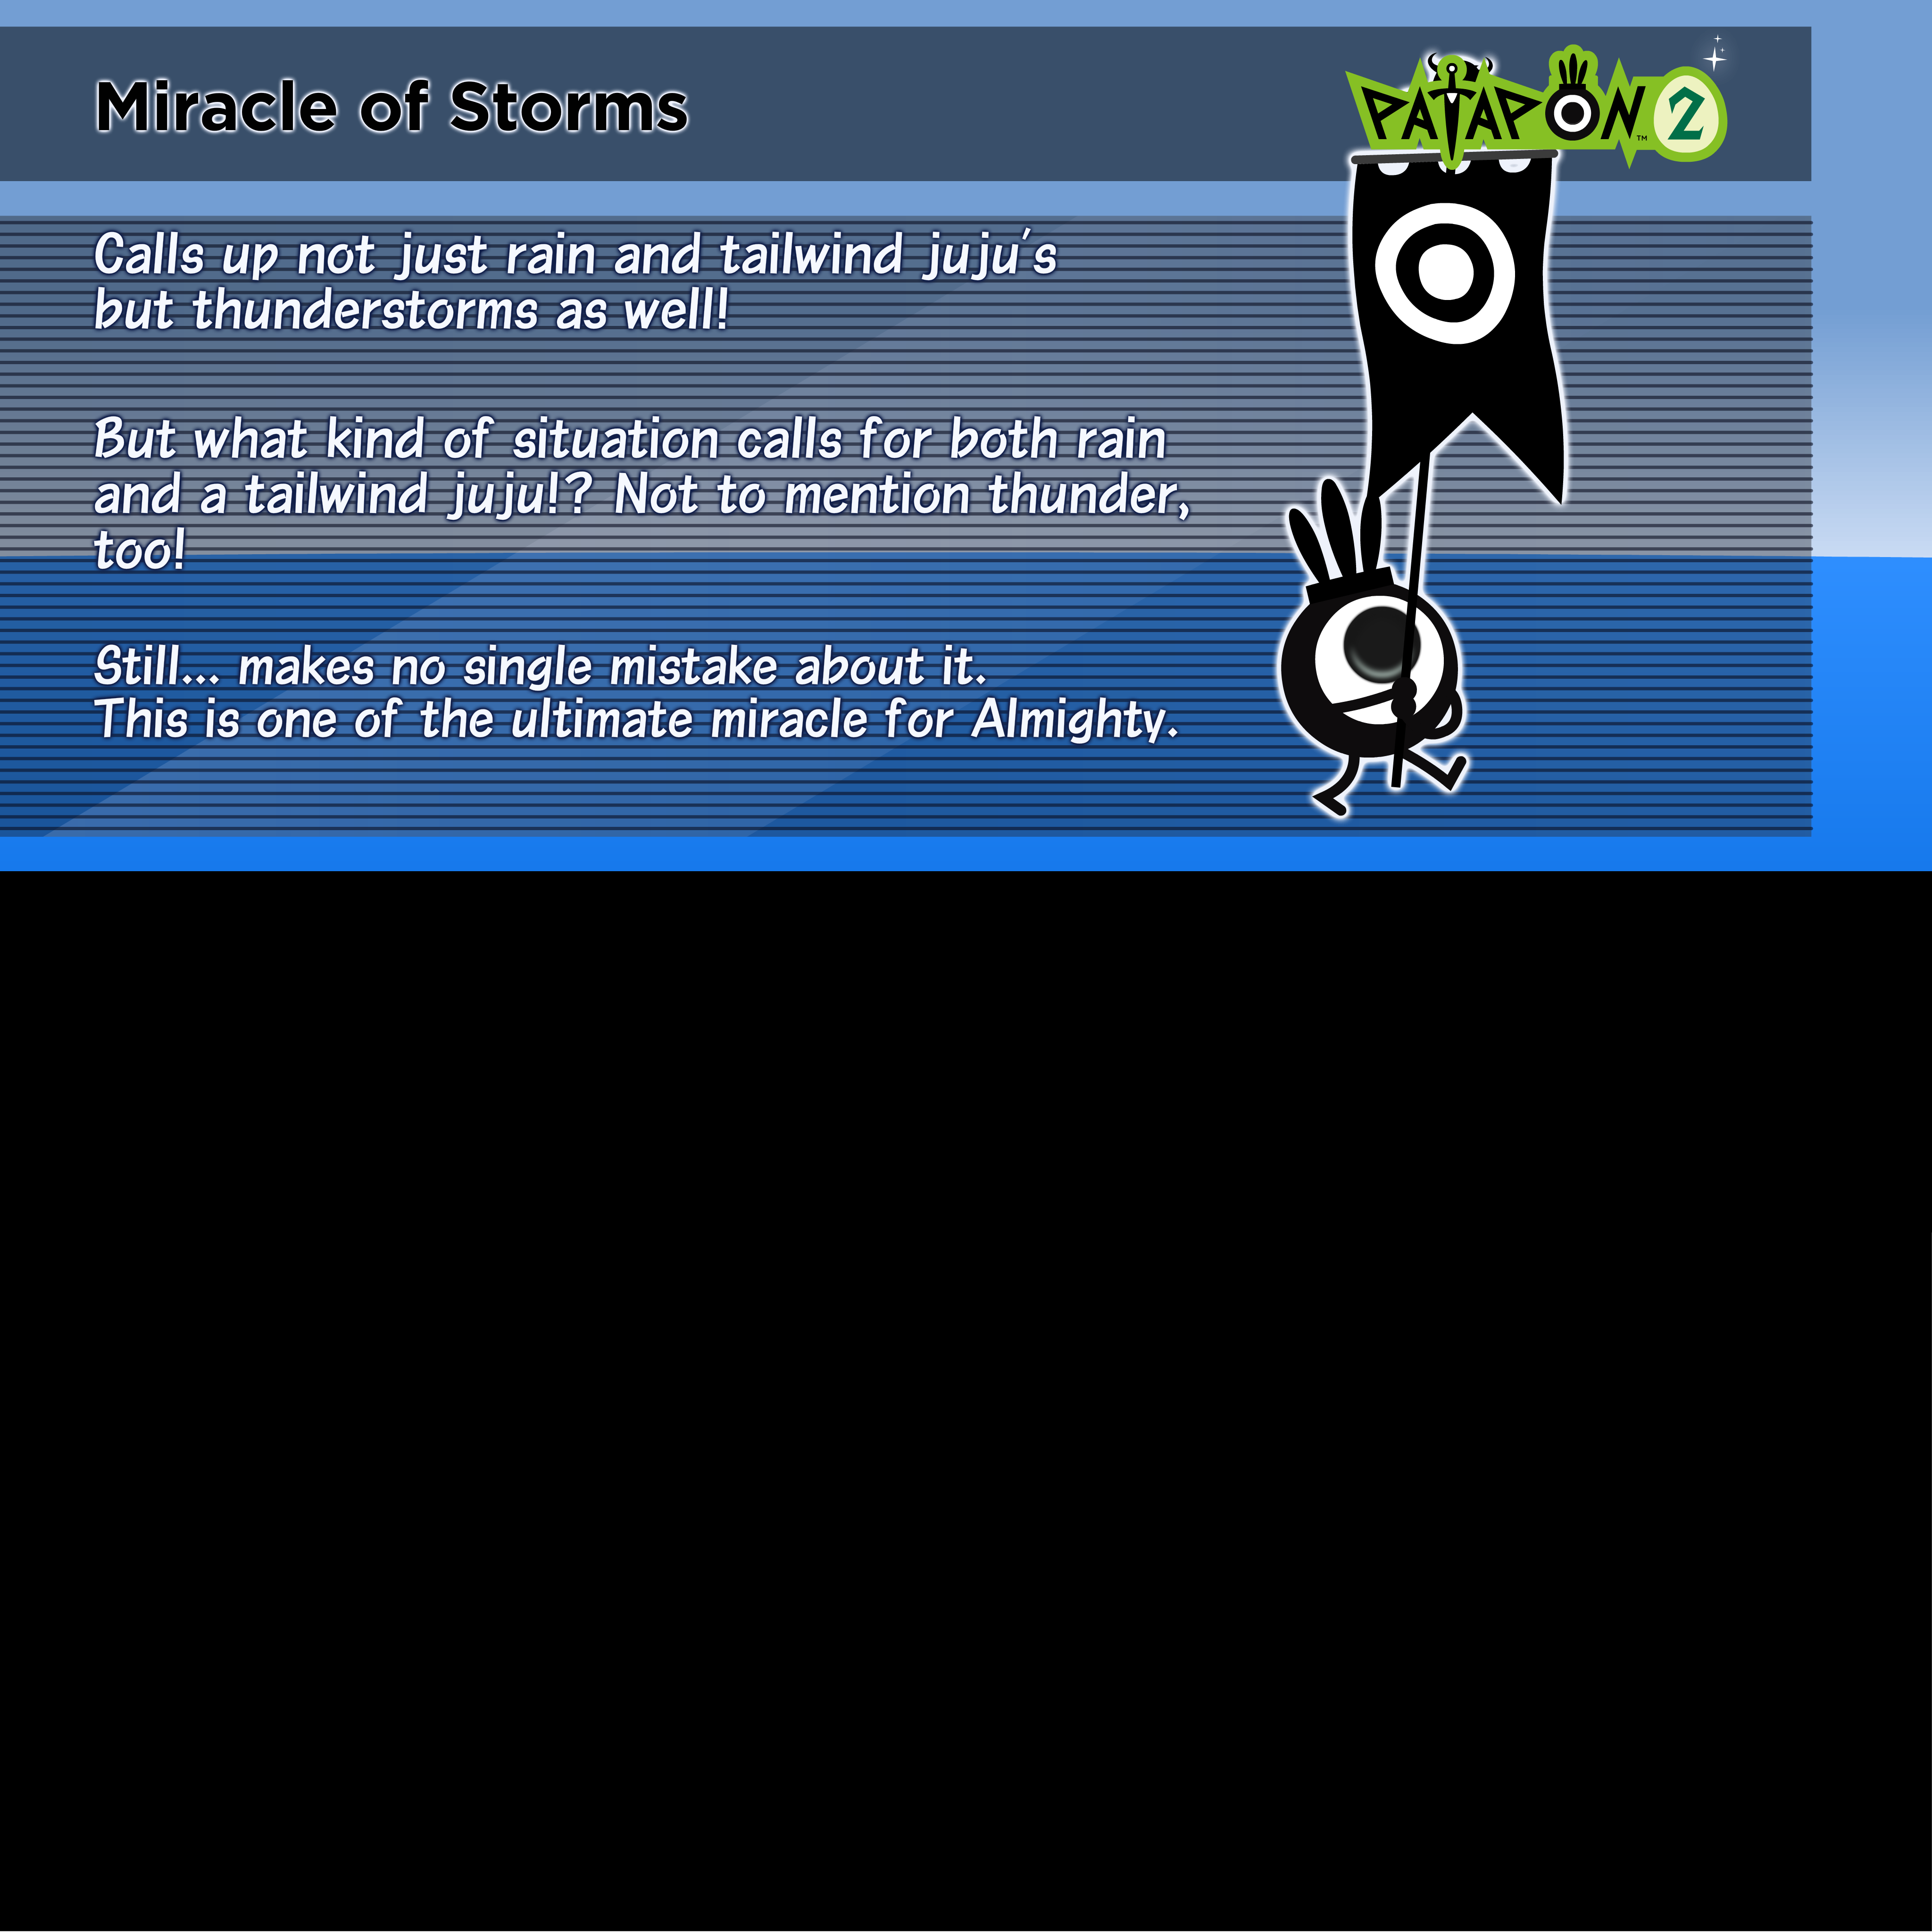 Miracle of Storms
PATAPON™ 2
Calls up not just rain and tailwind juju's
but thunderstorms as well!
But what kind of situation calls for both rain
and a tailwind juju!? Not to mention thunder,
too!
Still... makes no single mistake about it.
This is one of the ultimate miracle for Almighty.